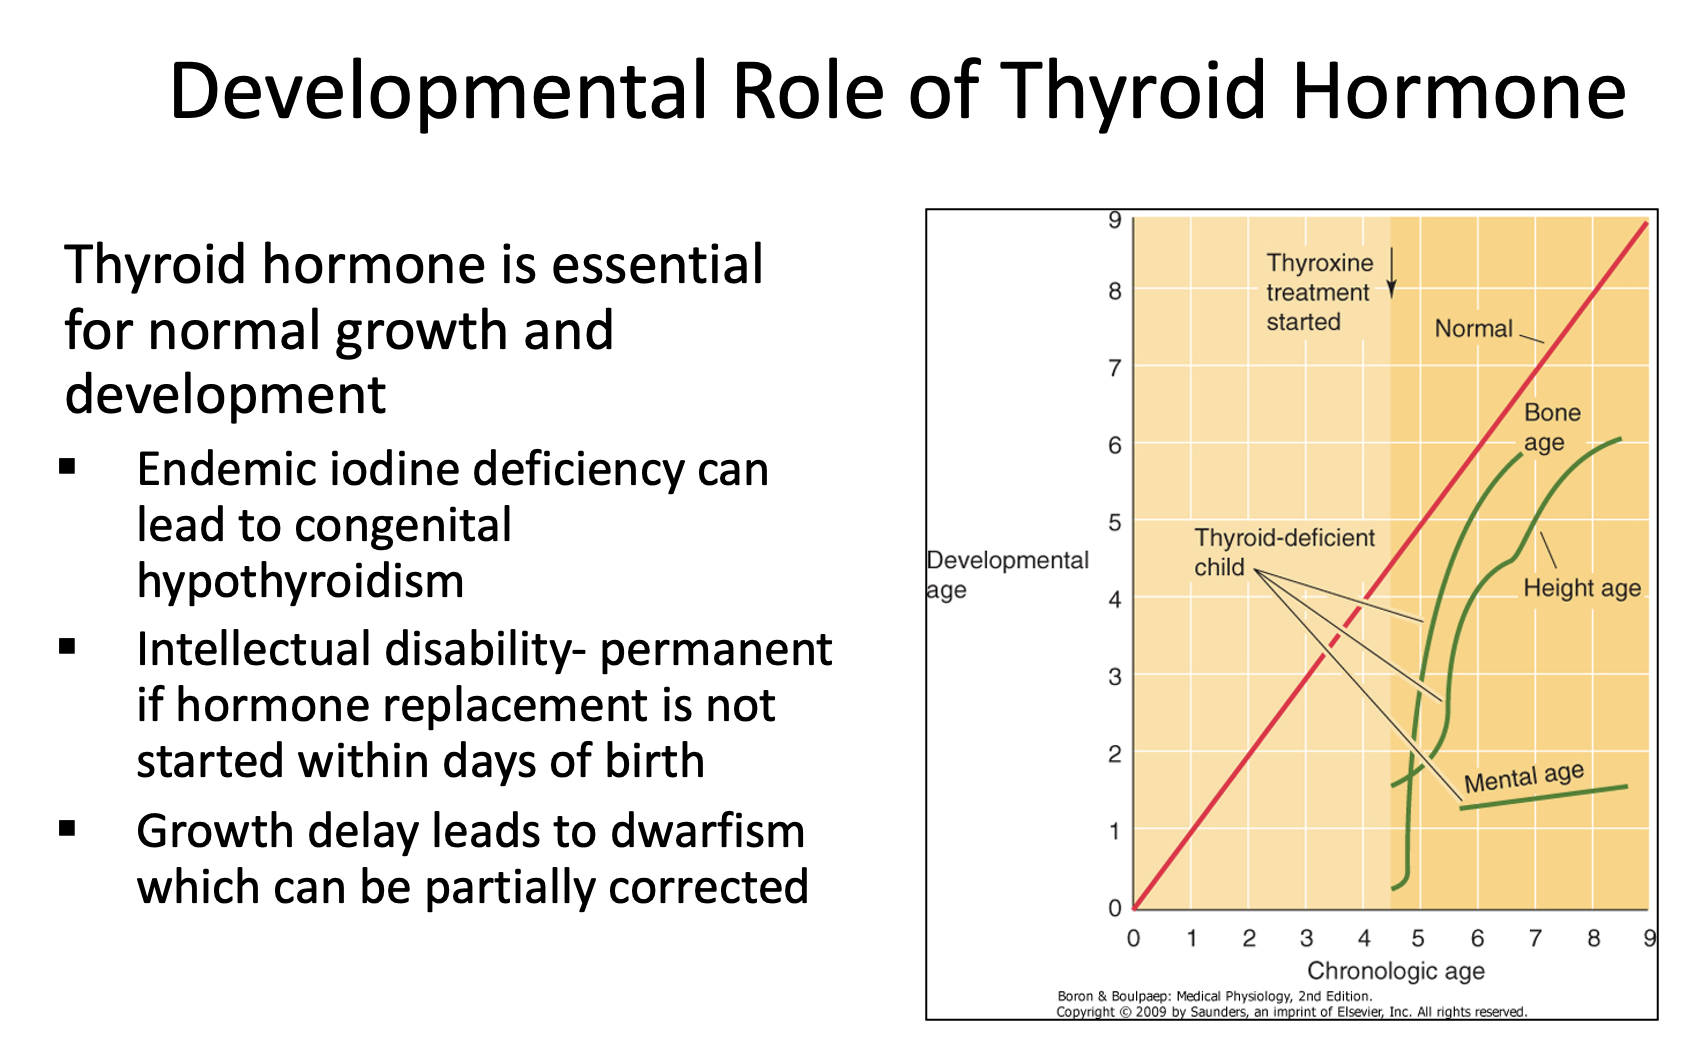 Developmental Role of Thyroid Hormone
Thyroid hormone is essential
for normal growth and
development
▪ Endemic iodine deficiency can
lead to congenital
hypothyroidism
▪ Intellectual disability- permanent
if hormone replacement is not
started within days of birth
▪ Growth delay leads to dwarfism
which can be partially corrected
9
8
7
6
5
4
3
2
1
0
Developmental
age
Thyroxine
treatment
started
Normal
Bone
age
Thyroid-deficient
child
Height age
Mental age
0 1 2 3 4 5 6 7 8 9
Chronologic age
Boron & Boulpaep: Medical Physiology, 2nd Edition.
Copyright © 2009 by Saunders, an imprint of Elsevier, Inc. All rights reserved.